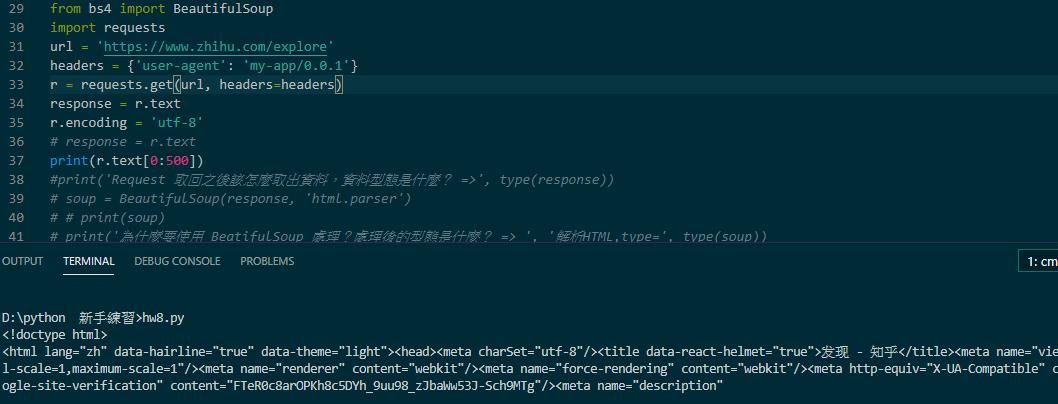 29 from bs4 import BeautifulSoup
30 import requests
31 url = 'https://www.zhihu.com/explore'
32 headers = {'user-agent': 'my-app/0.0.1'}
33 r = requests.get(url, headers=headers)
34 response = r.text
35 r.encoding = 'utf-8'
36 # response = r.text
37 print(r.text[0:500])
38 #print('Request 取回之後該怎麼取出資料，資料型態是什麼？ =>', type(response))
39 # soup = BeautifulSoup(response, 'html.parser')
40 # # print(soup)
41 # print('為什麼要使用 BeatifulSoup 處理？處理後的型態是什麼？ => ', '解析HTML,type=', type(soup))
OUTPUT TERMINAL DEBUG CONSOLE PROBLEMS 1: cm
D:\python 新手練習>hw8.py
<!doctype html>
<html lang="zh" data-hairline="true" data-theme="light"><head><meta charSet="utf-8"/><title data-react-helmet="true">发现 - 知乎</title><meta name="vie
l-scale=1,maximum-scale=1"/><meta name="renderer" content="webkit"/><meta name="force-rendering" content="webkit"/><meta http-equiv="X-UA-Compatible" c
ogle-site-verification" content="FTeR0c8arOPKh8c5DYh_9uu98_zJbaWw53J-Sch9MTg"/><meta name="description"